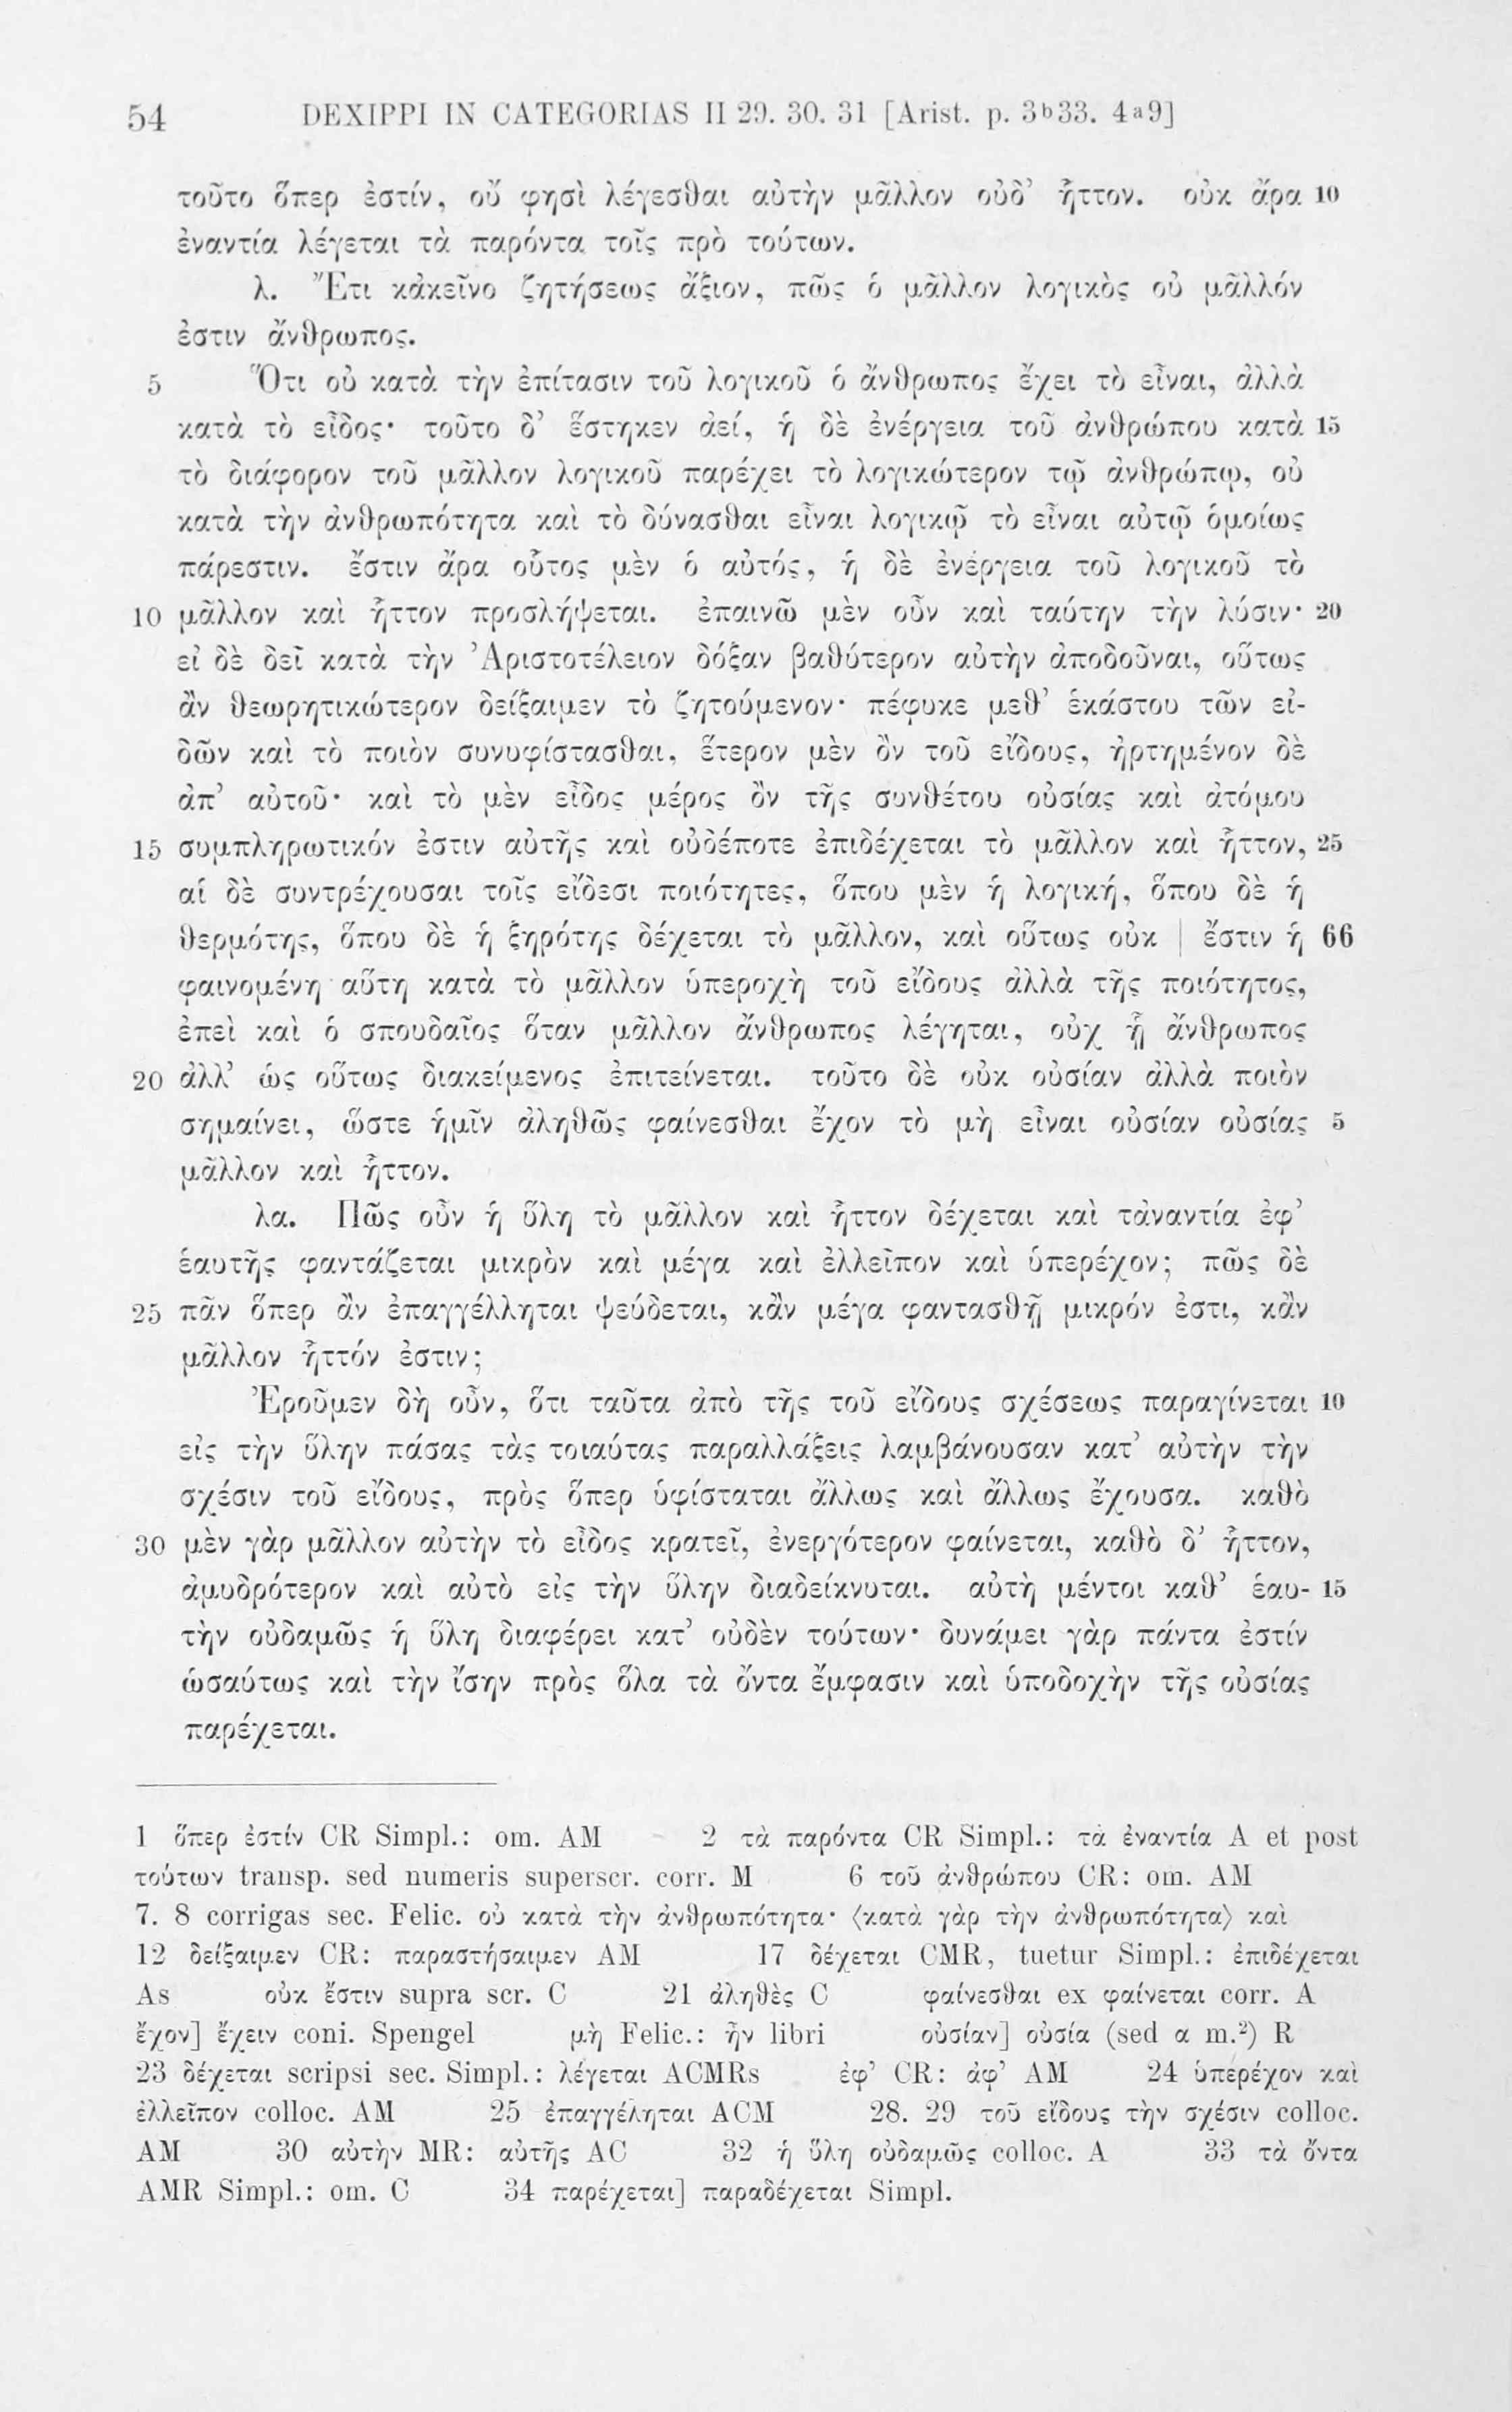 54 DEXIPPI IN CATEGORIAS II 29. 30. 31 [Arist. p. 3b33. 4a9]
τοῦτο ὅπερ ἐστίν, οὔ φησὶ λέγεσθαι αὐτὴν μᾶλλον οὐδ’ ἧττον. οὐκ ἄρα 10
ἐναντία λέγεται τὰ παρόντα τοῖς πρὸ τούτων.
λ. Ἔτι κἀκεῖνο ζητήσεως ἄξιον, πῶς ὁ μᾶλλον λογικὸς οὐ μᾶλλόν
ἐστιν ἄνθρωπος.
5 Ὅτι οὐ κατὰ τὴν ἐπίτασιν τοῦ λογικοῦ ὁ ἄνθρωπος ἔχει τὸ εἶναι, ἀλλὰ
κατὰ τὸ εἶδος· τοῦτο δ’ ἕστηκεν ἀεί, ἡ δὲ ἐνέργεια τοῦ ἀνθρώπου κατὰ 15
τὸ διάφορον τοῦ μᾶλλον λογικοῦ παρέχει τὸ λογικώτερον τῷ ἀνθρώπῳ, οὐ
κατὰ τὴν ἀνθρωπότητα καὶ τὸ δύνασθαι εἶναι λογικῷ τὸ εἶναι αὐτῷ ὁμοίως
πάρεστιν. ἔστιν ἄρα οὗτος μὲν ὁ αὐτός, ἡ δὲ ἐνέργεια τοῦ λογικοῦ τὸ
10 μᾶλλον καὶ ἧττον προσλήψεται. ἐπαινῶ μὲν οὖν καὶ ταύτην τὴν λύσιν· 20
εἰ δὲ δεῖ κατὰ τὴν Ἀριστοτέλειον δόξαν βαθύτερον αὐτὴν ἀποδοῦναι, οὕτως
ἂν θεωρητικώτερον δείξαιμεν τὸ ζητούμενον· πέφυκε μεθ’ ἑκάστου τῶν εἰ-
δῶν καὶ τὸ ποιὸν συνυφίστασθαι, ἕτερον μὲν ὂν τοῦ εἴδους, ἠρτημένον δὲ
ἀπ’ αὐτοῦ· καὶ τὸ μὲν εἶδος μέρος ὂν τῆς συνθέτου οὐσίας καὶ ἀτόμου
15 συμπληρωτικόν ἐστιν αὐτῆς καὶ οὐδέποτε ἐπιδέχεται τὸ μᾶλλον καὶ ἧττον, 25
αἱ δὲ συντρέχουσαι τοῖς εἴδεσι ποιότητες, ὅπου μὲν ἡ λογική, ὅπου δὲ ἡ
θερμότης, ὅπου δὲ ἡ ξηρότης δέχεται τὸ μᾶλλον, καὶ οὕτως οὐκ | ἔστιν ἡ 66
φαινομένη αὕτη κατὰ τὸ μᾶλλον ὑπεροχὴ τοῦ εἴδους ἀλλὰ τῆς ποιότητος,
ἐπεὶ καὶ ὁ σπουδαῖος ὅταν μᾶλλον ἄνθρωπος λέγηται, οὐχ ᾗ ἄνθρωπος
20 ἀλλ’ ὡς οὕτως διακείμενος ἐπιτείνεται. τοῦτο δὲ οὐκ οὐσίαν ἀλλὰ ποιὸν
σημαίνει, ὥστε ἡμῖν ἀληθῶς φαίνεσθαι ἔχον τὸ μὴ εἶναι οὐσίαν οὐσίας 5
μᾶλλον καὶ ἧττον.
λα. Πῶς οὖν ἡ ὕλη τὸ μᾶλλον καὶ ἧττον δέχεται καὶ τἀναντία ἐφ’
ἑαυτῆς φαντάζεται μικρὸν καὶ μέγα καὶ ἐλλεῖπον καὶ ὑπερέχον; πῶς δὲ
25 πᾶν ὅπερ ἂν ἐπαγγέλληται ψεύδεται, κἂν μέγα φαντασθῇ μικρόν ἐστι, κἂν
μᾶλλον ἧττόν ἐστιν;
Ἐροῦμεν δὴ οὖν, ὅτι ταῦτα ἀπὸ τῆς τοῦ εἴδους σχέσεως παραγίνεται 10
εἰς τὴν ὕλην πάσας τὰς τοιαύτας παραλλάξεις λαμβάνουσαν κατ’ αὐτὴν τὴν
σχέσιν τοῦ εἴδους, πρὸς ὅπερ ὑφίσταται ἄλλως καὶ ἄλλως ἔχουσα. καθὸ
30 μὲν γὰρ μᾶλλον αὐτὴν τὸ εἶδος κρατεῖ, ἐνεργότερον φαίνεται, καθὸ δ’ ἧττον,
ἀμυδρότερον καὶ αὐτὸ εἰς τὴν ὕλην διαδείκνυται. αὐτὴ μέντοι καθ’ ἑαυ- 15
τὴν οὐδαμῶς ἡ ὕλη διαφέρει κατ’ οὐδὲν τούτων· δυνάμει γὰρ πάντα ἐστίν
ὡσαύτως καὶ τὴν ἴσην πρὸς ὅλα τὰ ὄντα ἔμφασιν καὶ ὑποδοχὴν τῆς οὐσίας
παρέχεται.
1 ὅπερ ἐστίν CR Simpl.: om. AM 2 τὰ παρόντα CR Simpl.: τὰ ἐναντία A et post
τούτων transp. sed numeris superscr. corr. M 6 τοῦ ἀνθρώπου CR: om. AM
7. 8 corrigas sec. Felic. οὐ κατὰ τὴν ἀνθρωπότητα· ⟨κατὰ γὰρ τὴν ἀνθρωπότητα⟩ καὶ
12 δείξαιμεν CR: παραστήσαιμεν AM 17 δέχεται CMR, tuetur Simpl.: ἐπιδέχεται
As οὐκ ἔστιν supra scr. C 21 ἀληθὲς C φαίνεσθαι ex φαίνεται corr. A
ἔχον] ἔχειν coni. Spengel μὴ Felic.: ἦν libri οὐσίαν] οὐσία (sed α m.²) R
23 δέχεται scripsi sec. Simpl.: λέγεται ACMRs ἐφ’ CR: ἀφ’ AM 24 ὑπερέχον καὶ
ἐλλεῖπον colloc. AM 25 ἐπαγγέληται ACM 28. 29 τοῦ εἴδους τὴν σχέσιν colloc.
AM 30 αὐτὴν MR: αὐτῆς AC 32 ἡ ὕλη οὐδαμῶς colloc. A 33 τὰ ὄντα
AMR Simpl.: om. C 34 παρέχεται] παραδέχεται Simpl.